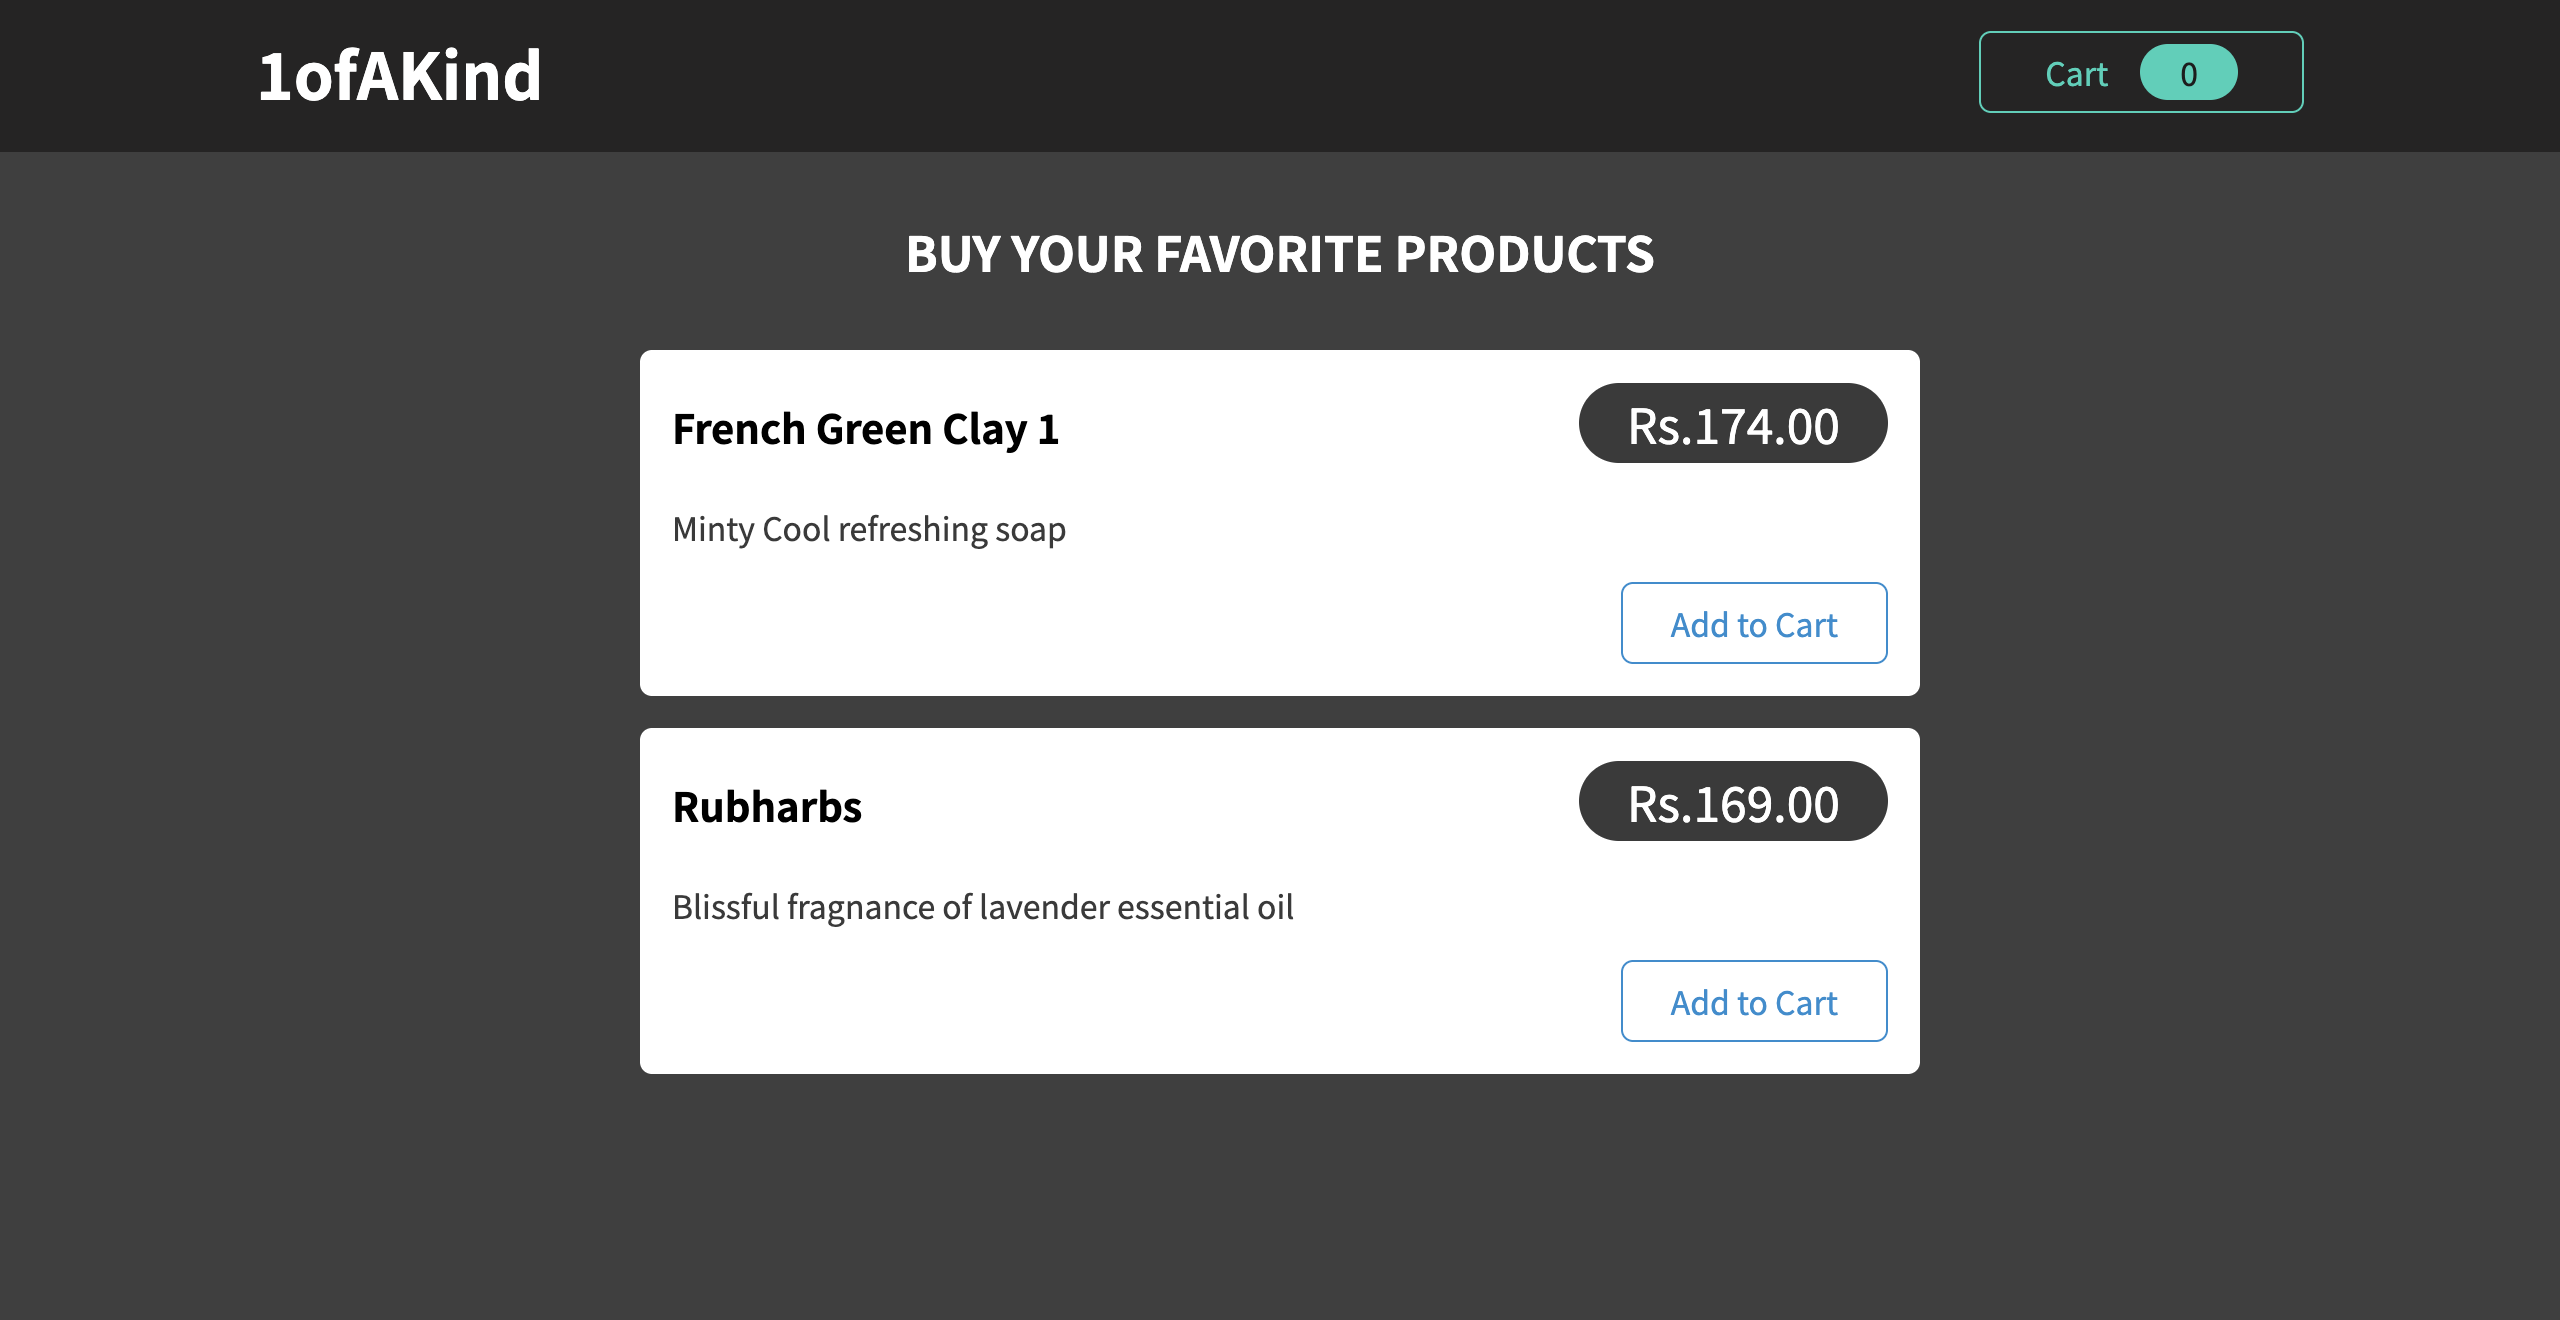 1ofAKind
Cart 0
BUY YOUR FAVORITE PRODUCTS
French Green Clay 1
Rs.174.00
Minty Cool refreshing soap
Add to Cart
Rubharbs
Rs.169.00
Blissful fragnance of lavender essential oil
Add to Cart